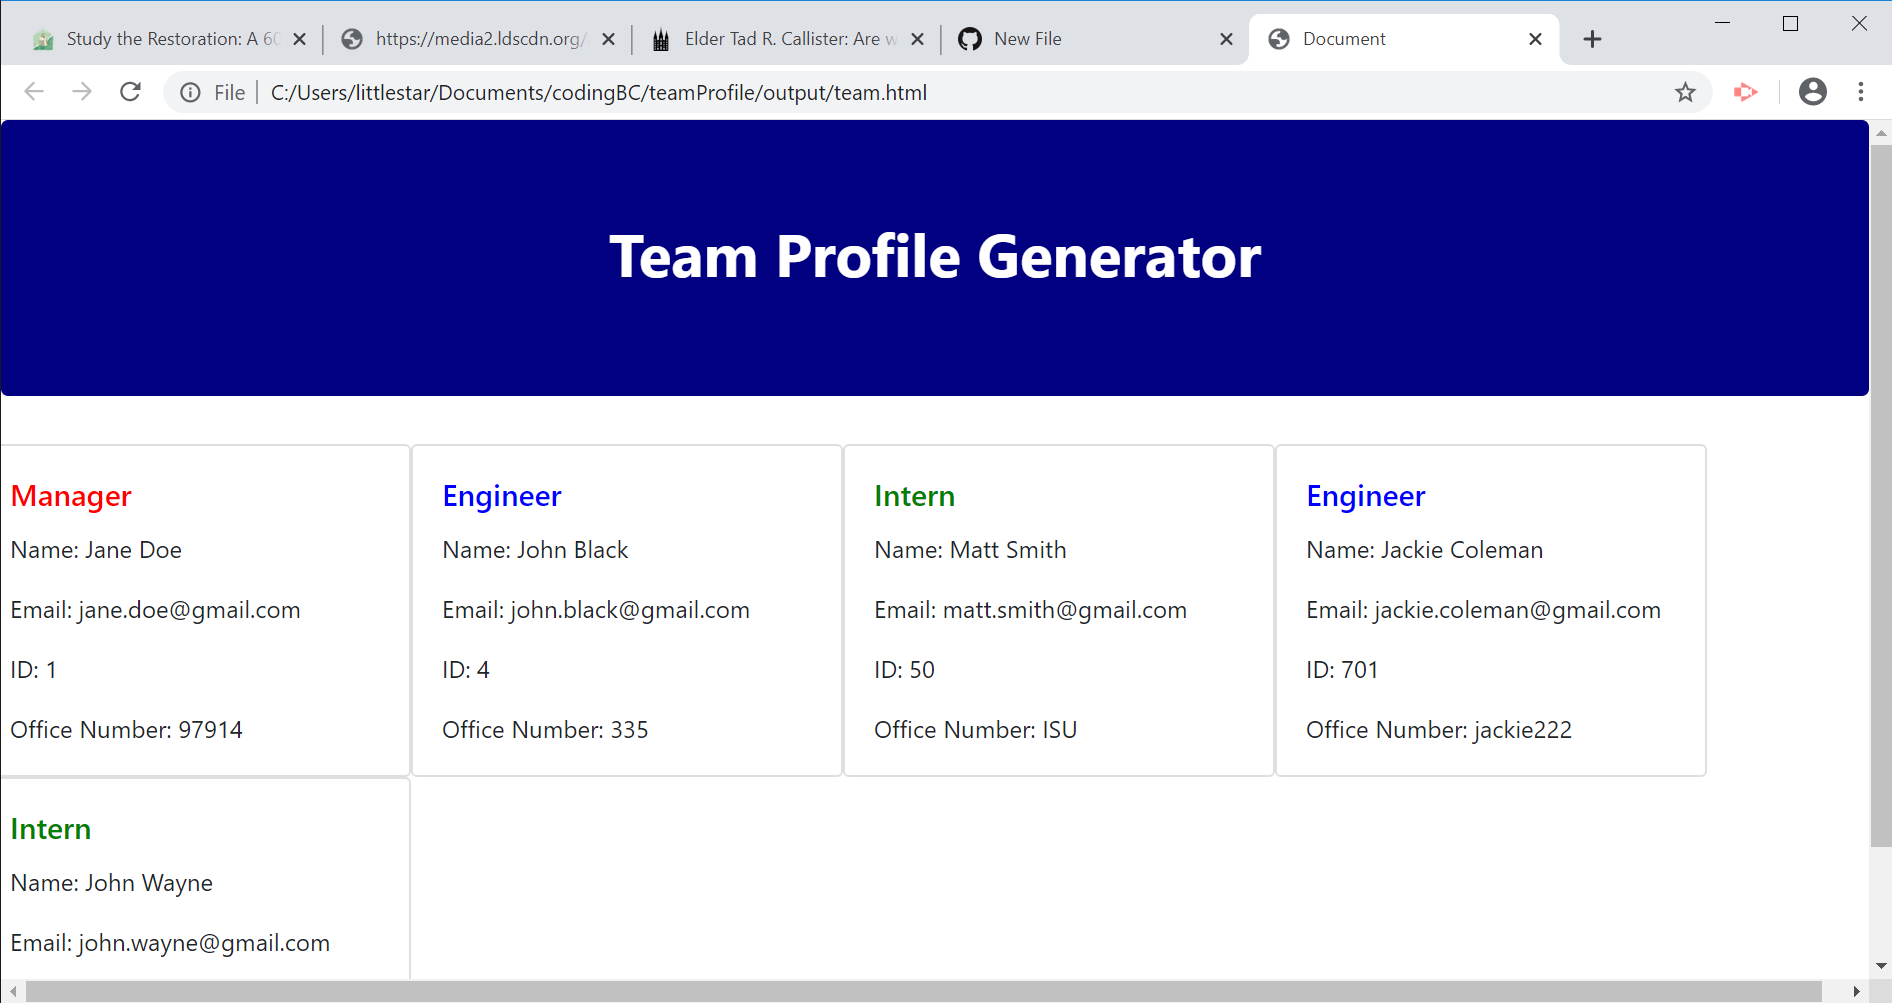 Study the Restoration: A 60
https://media2.ldscdn.org/
Elder Tad R. Callister: Are w
New File
Document
File
C:/Users/littlestar/Documents/codingBC/teamProfile/output/team.html
Team Profile Generator
Manager
Name: Jane Doe
Email: jane.doe@gmail.com
ID: 1
Office Number: 97914
Engineer
Name: John Black
Email: john.black@gmail.com
ID: 4
Office Number: 335
Intern
Name: Matt Smith
Email: matt.smith@gmail.com
ID: 50
Office Number: ISU
Engineer
Name: Jackie Coleman
Email: jackie.coleman@gmail.com
ID: 701
Office Number: jackie222
Intern
Name: John Wayne
Email: john.wayne@gmail.com